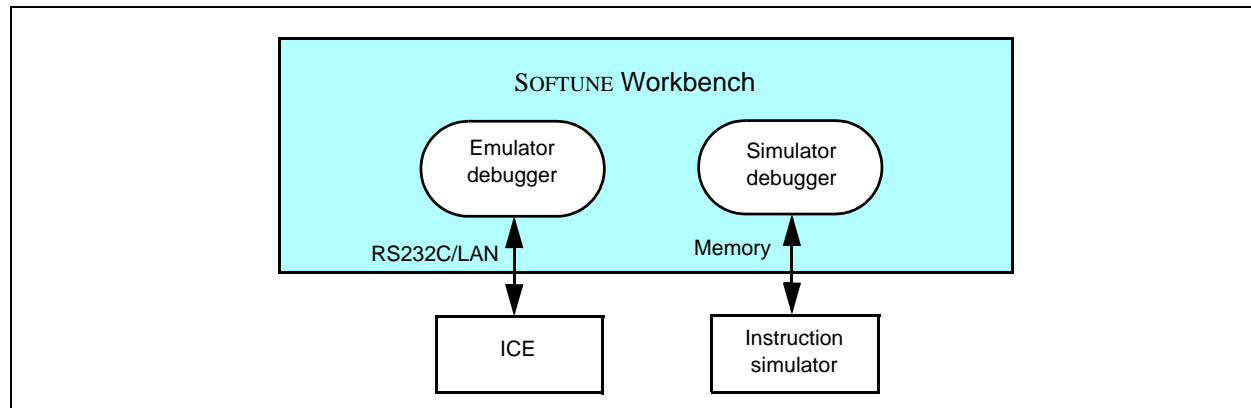 SOFTUNE Workbench
Emulator
debugger
Simulator
debugger
RS232C/LAN
Memory
ICE
Instruction
simulator